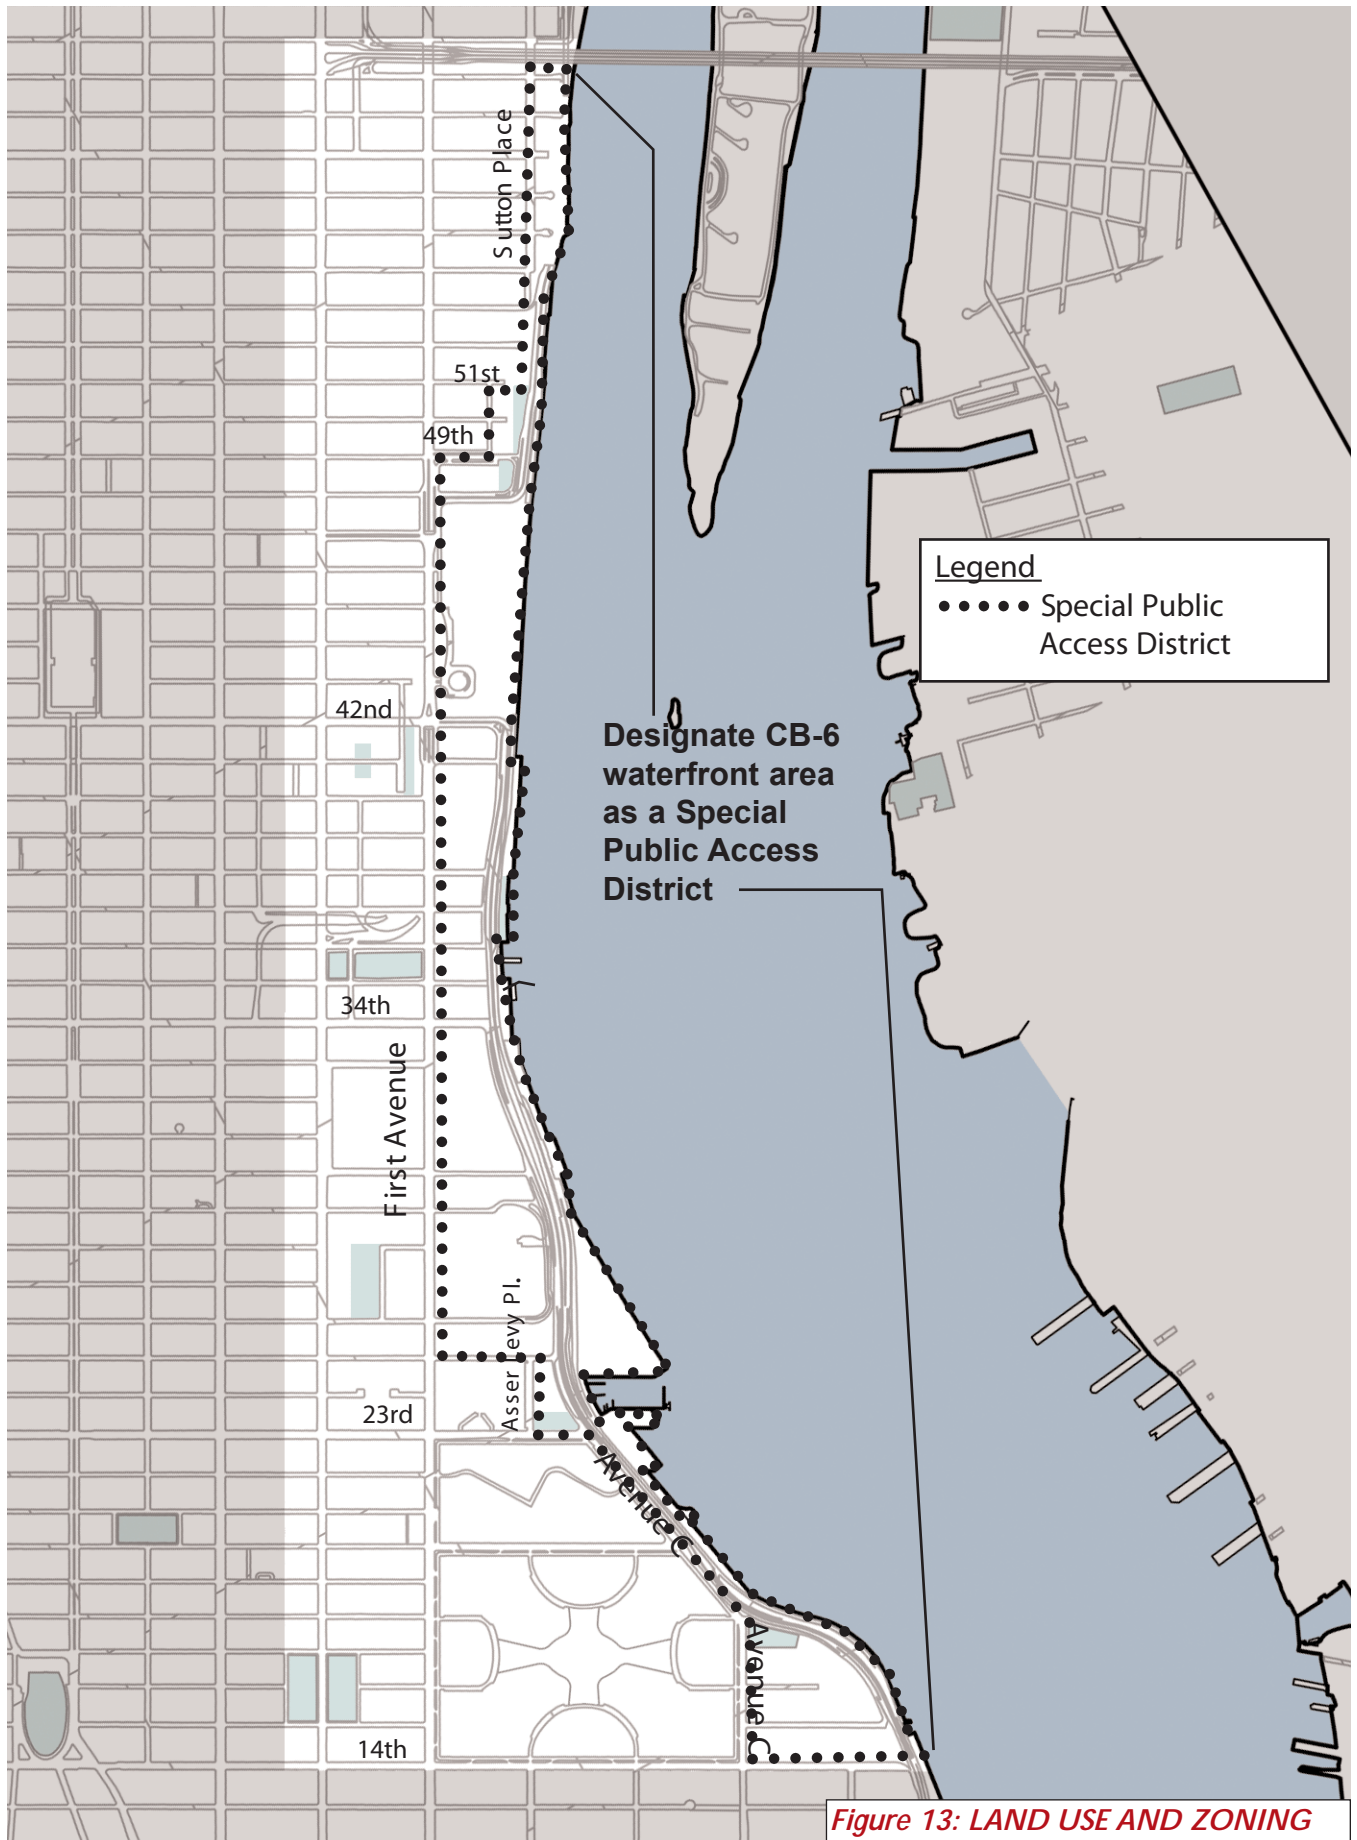 Sutton Place
51st
49th
Legend
Special Public
Access District
42nd
Designate CB-6
waterfront area
as a Special
Public Access
District
34th
First Avenue
Asser Levy Pl.
23rd
Avenue C
Avenue C
14th
Figure 13: LAND USE AND ZONING